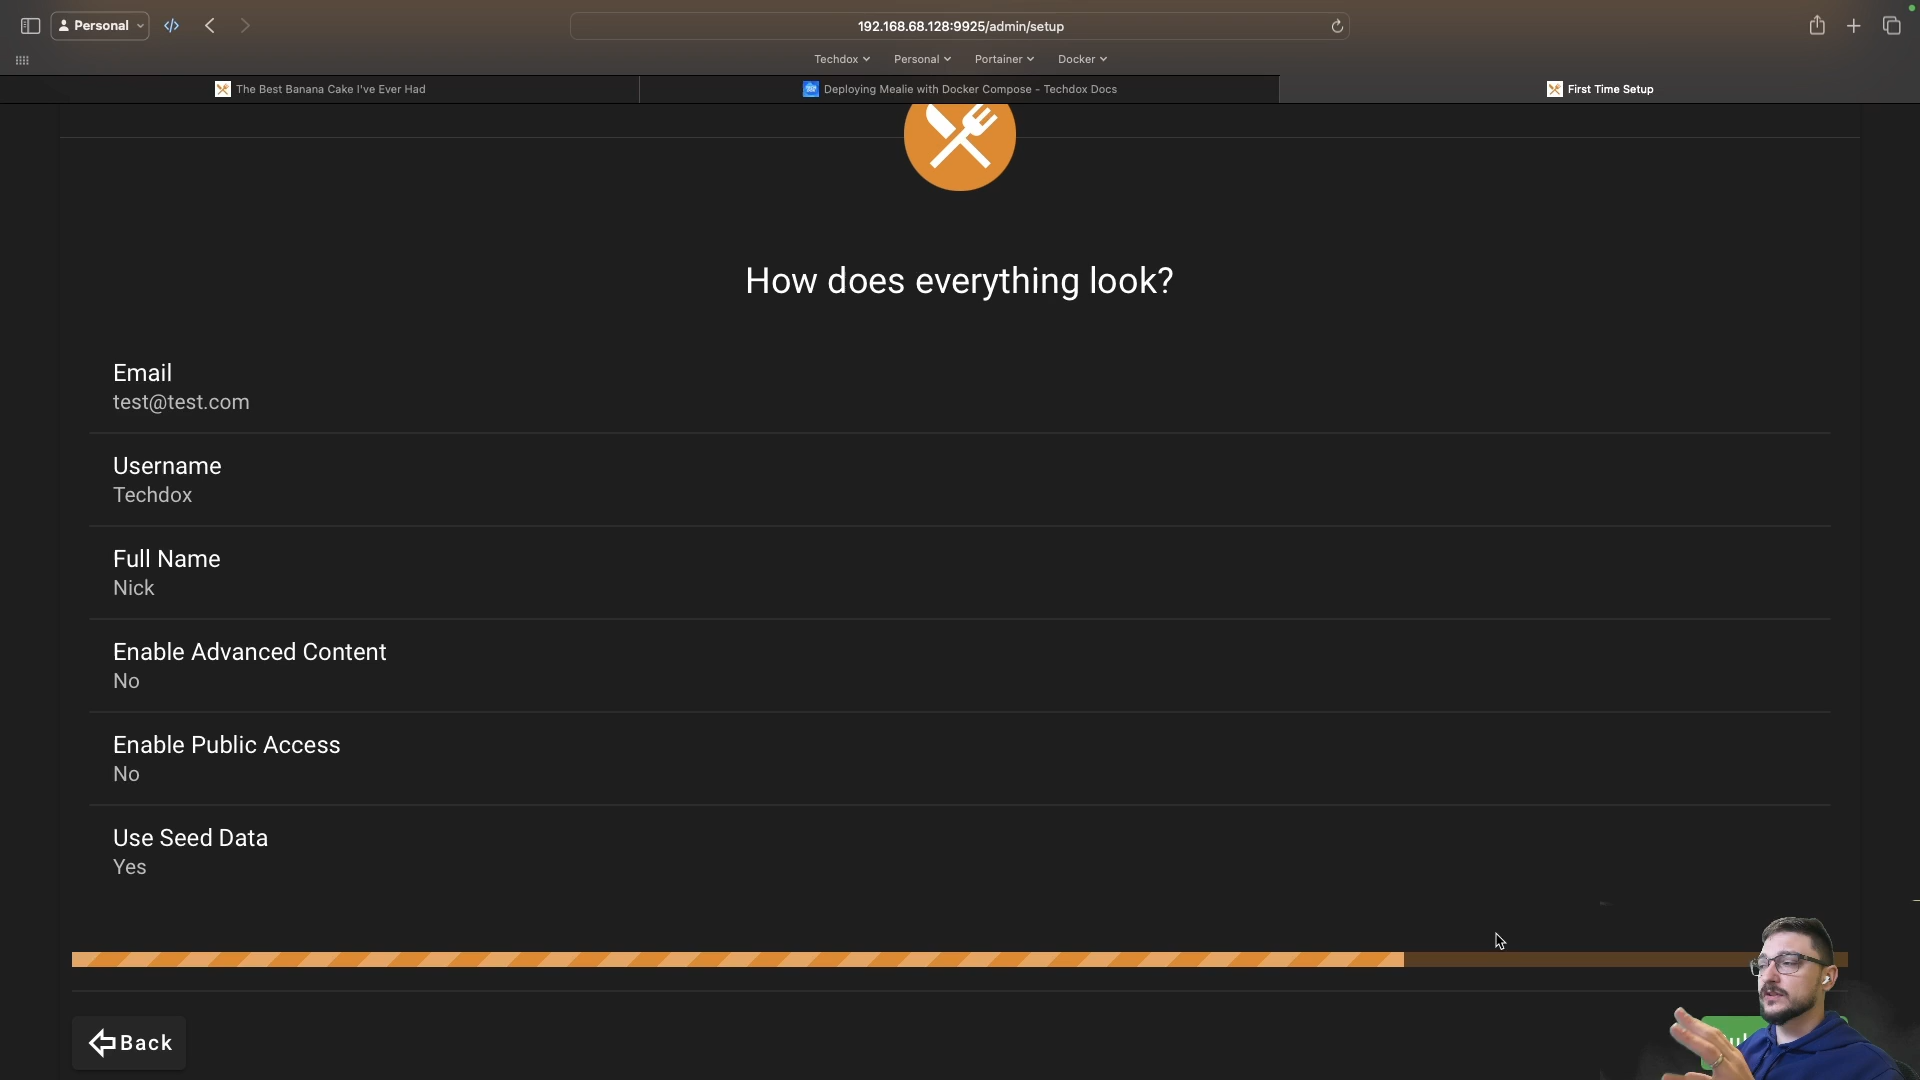 Personal
192.168.68.128:9925/admin/setup
Techdox Personal Portainer Docker
The Best Banana Cake I've Ever Had
Deploying Mealie with Docker Compose - Techdox Docs
First Time Setup
How does everything look?
Email
test@test.com
Username
Techdox
Full Name
Nick
Enable Advanced Content
No
Enable Public Access
No
Use Seed Data
Yes
Back